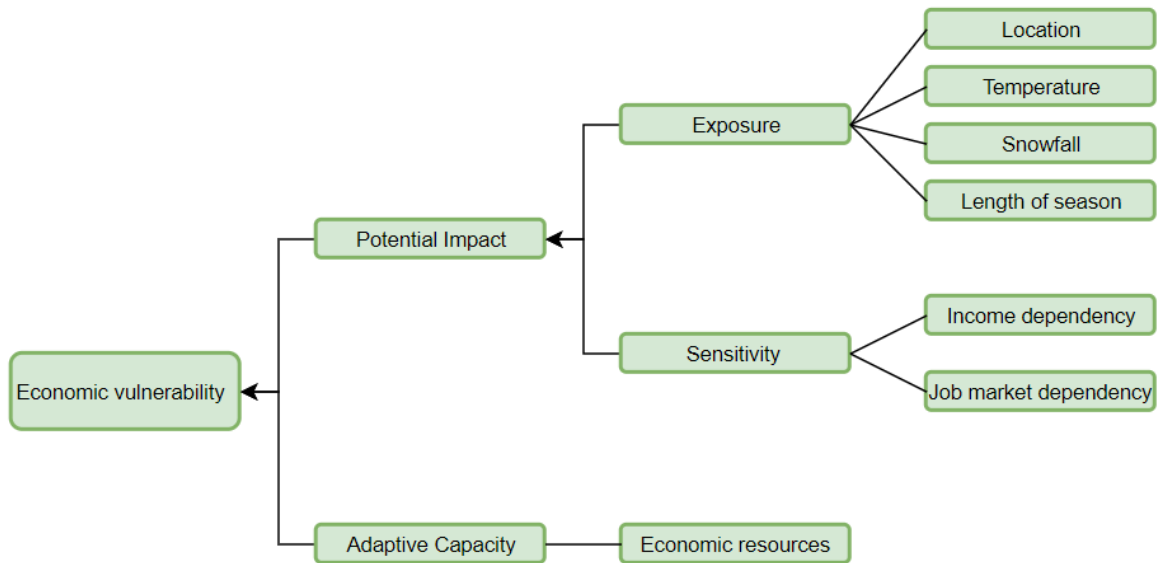 Location
Temperature
Exposure
Snowfall
Length of season
Potential Impact
Income dependency
Sensitivity
Economic vulnerability
Job market dependency
Adaptive Capacity
Economic resources